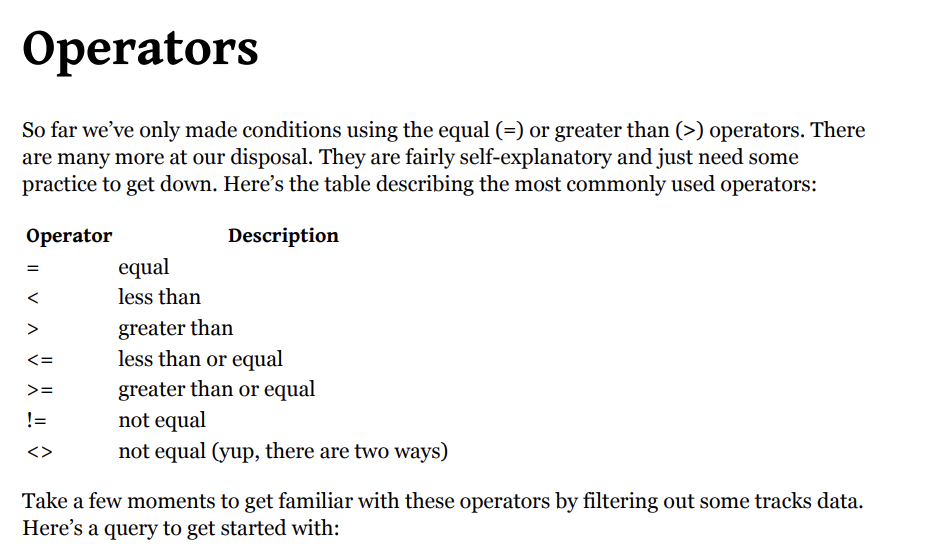 Operators
So far we’ve only made conditions using the equal (=) or greater than (>) operators. There
are many more at our disposal. They are fairly self-explanatory and just need some
practice to get down. Here’s the table describing the most commonly used operators:
Operator Description
= equal
< less than
> greater than
<= less than or equal
>= greater than or equal
!= not equal
<> not equal (yup, there are two ways)
Take a few moments to get familiar with these operators by filtering out some tracks data.
Here’s a query to get started with: